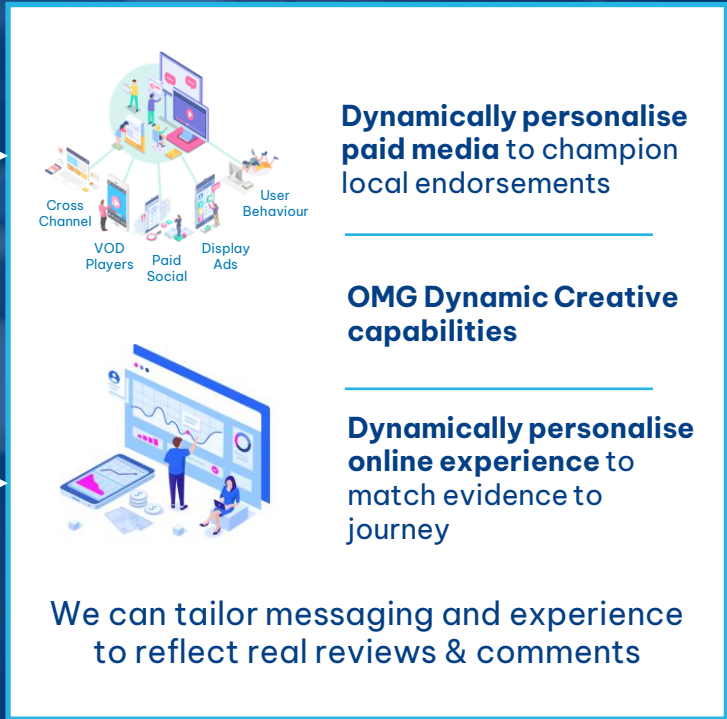 Cross
Channel
VOD
Players
Paid
Social
Display
Ads
User
Behaviour
Dynamically personalise
paid media to champion
local endorsements
OMG Dynamic Creative
capabilities
Dynamically personalise
online experience to
match evidence to
journey
We can tailor messaging and experience
to reflect real reviews & comments